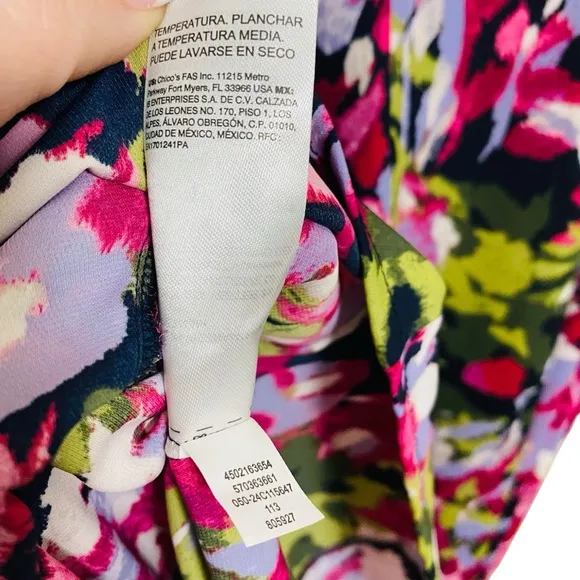 TEMPERATURA. PLANCHAR
A TEMPERATURA MEDIA.
PUEDE LAVARSE EN SECO
Chico's FAS Inc. 11215 Metro
Parkway Fort Myers, FL 33966 USA MX:
ENTERPRISES S.A. DE C.V. CALZADA
DE LOS LEONES NO. 170, PISO 1, LOS
ALPES, ÁLVARO OBREGÓN, C.P. 01010,
CIUDAD DE MÉXICO, MÉXICO. RFC:
1701241PA
4502163654
570363661
050-24C115647
113
805927